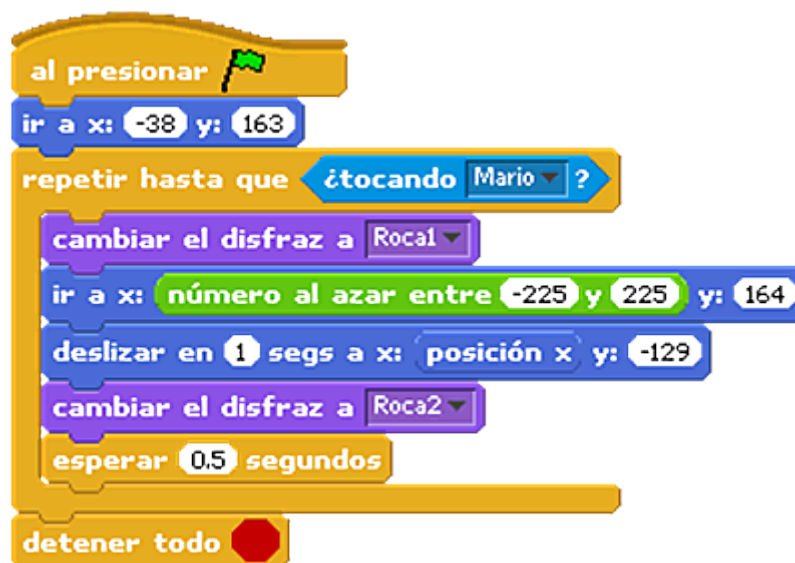 al presionar
ir a x: -38 y: 163
repetir hasta que ¿tocando Mario ?
cambiar el disfraz a Roca1
ir a x: número al azar entre -225 y 225 y: 164
deslizar en 1 segs a x: posición x y: -129
cambiar el disfraz a Roca2
esperar 0.5 segundos
detener todo